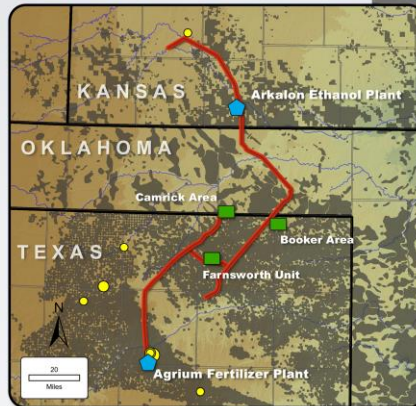 KANSAS
Arkalon Ethanol Plant
OKLAHOMA
Camrick Area
TEXAS
Booker Area
Farnsworth Unit
N
Agrium Fertilizer Plant
20
Miles